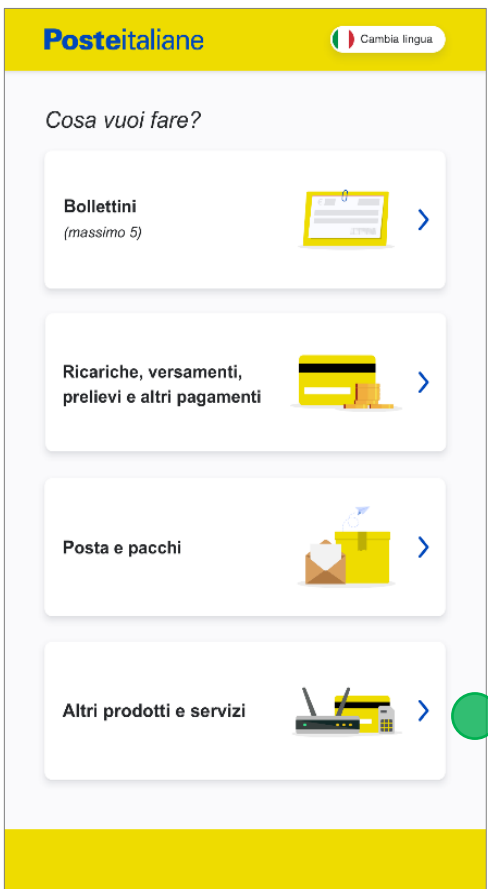 Posteitaliane
Cambia lingua
Cosa vuoi fare?
Bollettini
(massimo 5)
Ricariche, versamenti,
prelievi e altri pagamenti
Posta e pacchi
Altri prodotti e servizi